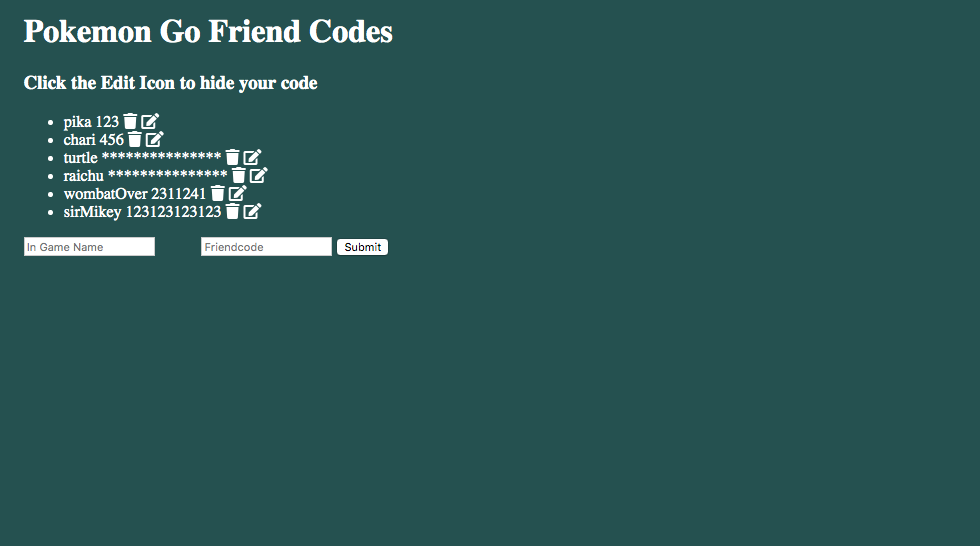 Pokemon Go Friend Codes
Click the Edit Icon to hide your code
pika 123
chari 456
turtle ***************
raichu ***************
wombatOver 2311241
sirMikey 123123123123
In Game Name Friendcode Submit